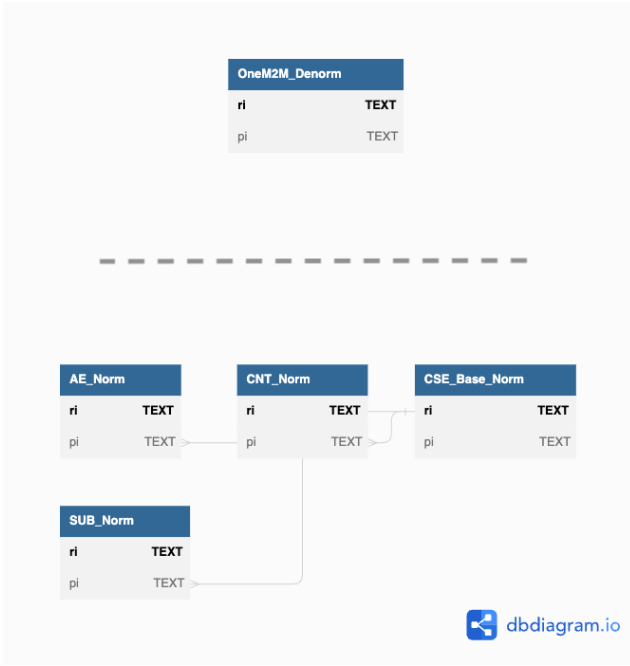 OneM2M_Denorm
ri TEXT
pi TEXT
AE_Norm CNT_Norm CSE_Base_Norm
ri TEXT ri TEXT ri TEXT
pi TEXT pi TEXT pi TEXT
SUB_Norm
ri TEXT
pi TEXT
dbdiagram.io